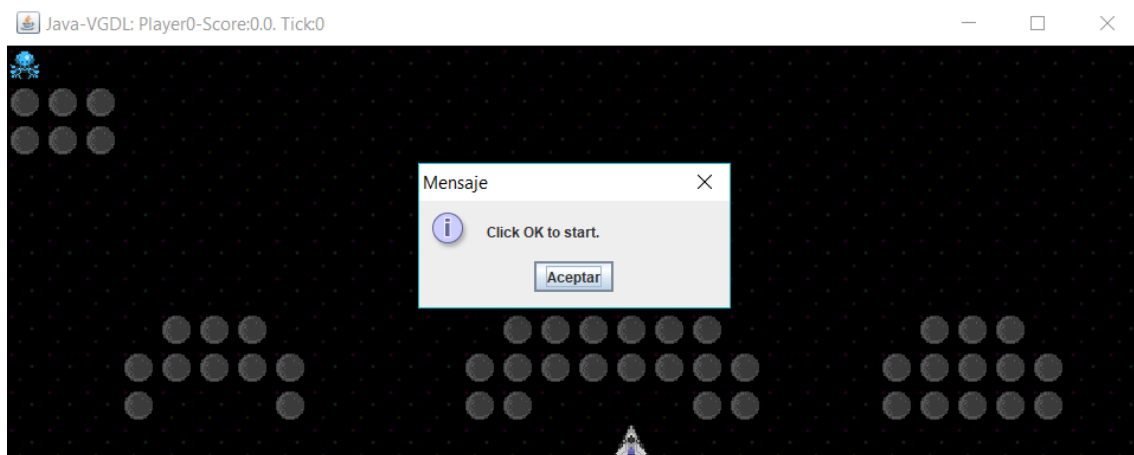 Java-VGDL: Player0-Score:0.0. Tick:0
Mensaje
Click OK to start.
Aceptar